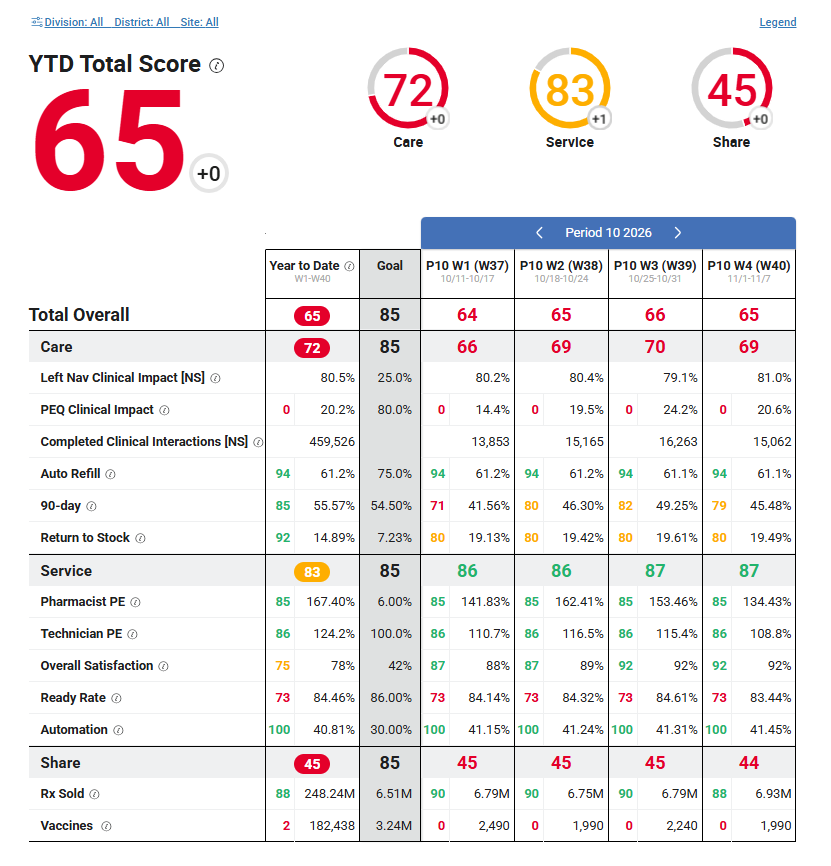 Division: All District: All Site: All
Legend
YTD Total Score
65
+0
72
+0
Care
83
+1
Service
45
+0
Share
Period 10 2026
Year to Date Goal P10 W1 (W37) P10 W2 (W38) P10 W3 (W39) P10 W4 (W40)
W1-W40 10/11-10/17 10/18-10/24 10/25-10/31 11/1-11/7
Total Overall 65 85 64 65 66 65
Care 72 85 66 69 70 69
Left Nav Clinical Impact [NS] 80.5% 25.0% 80.2% 80.4% 79.1% 81.0%
PEQ Clinical Impact 0 20.2% 80.0% 0 14.4% 0 19.5% 0 24.2% 0 20.6%
Completed Clinical Interactions [NS] 459,526 13,853 15,165 16,263 15,062
Auto Refill 94 61.2% 75.0% 94 61.2% 94 61.2% 94 61.1% 94 61.1%
90-day 85 55.57% 54.50% 71 41.56% 80 46.30% 82 49.25% 79 45.48%
Return to Stock 92 14.89% 7.23% 80 19.13% 80 19.42% 80 19.61% 80 19.49%
Service 83 85 86 86 87 87
Pharmacist PE 85 167.40% 6.00% 85 141.83% 85 162.41% 85 153.46% 85 134.43%
Technician PE 86 124.2% 100.0% 86 110.7% 86 116.5% 86 115.4% 86 108.8%
Overall Satisfaction 75 78% 42% 87 88% 87 89% 92 92% 92 92%
Ready Rate 73 84.46% 86.00% 73 84.14% 73 84.32% 73 84.61% 73 83.44%
Automation 100 40.81% 30.00% 100 41.15% 100 41.24% 100 41.31% 100 41.45%
Share 45 85 45 45 45 44
Rx Sold 88 248.24M 6.51M 90 6.79M 90 6.75M 90 6.79M 88 6.93M
Vaccines 2 182,438 3.24M 0 2,490 0 1,990 0 2,240 0 1,990